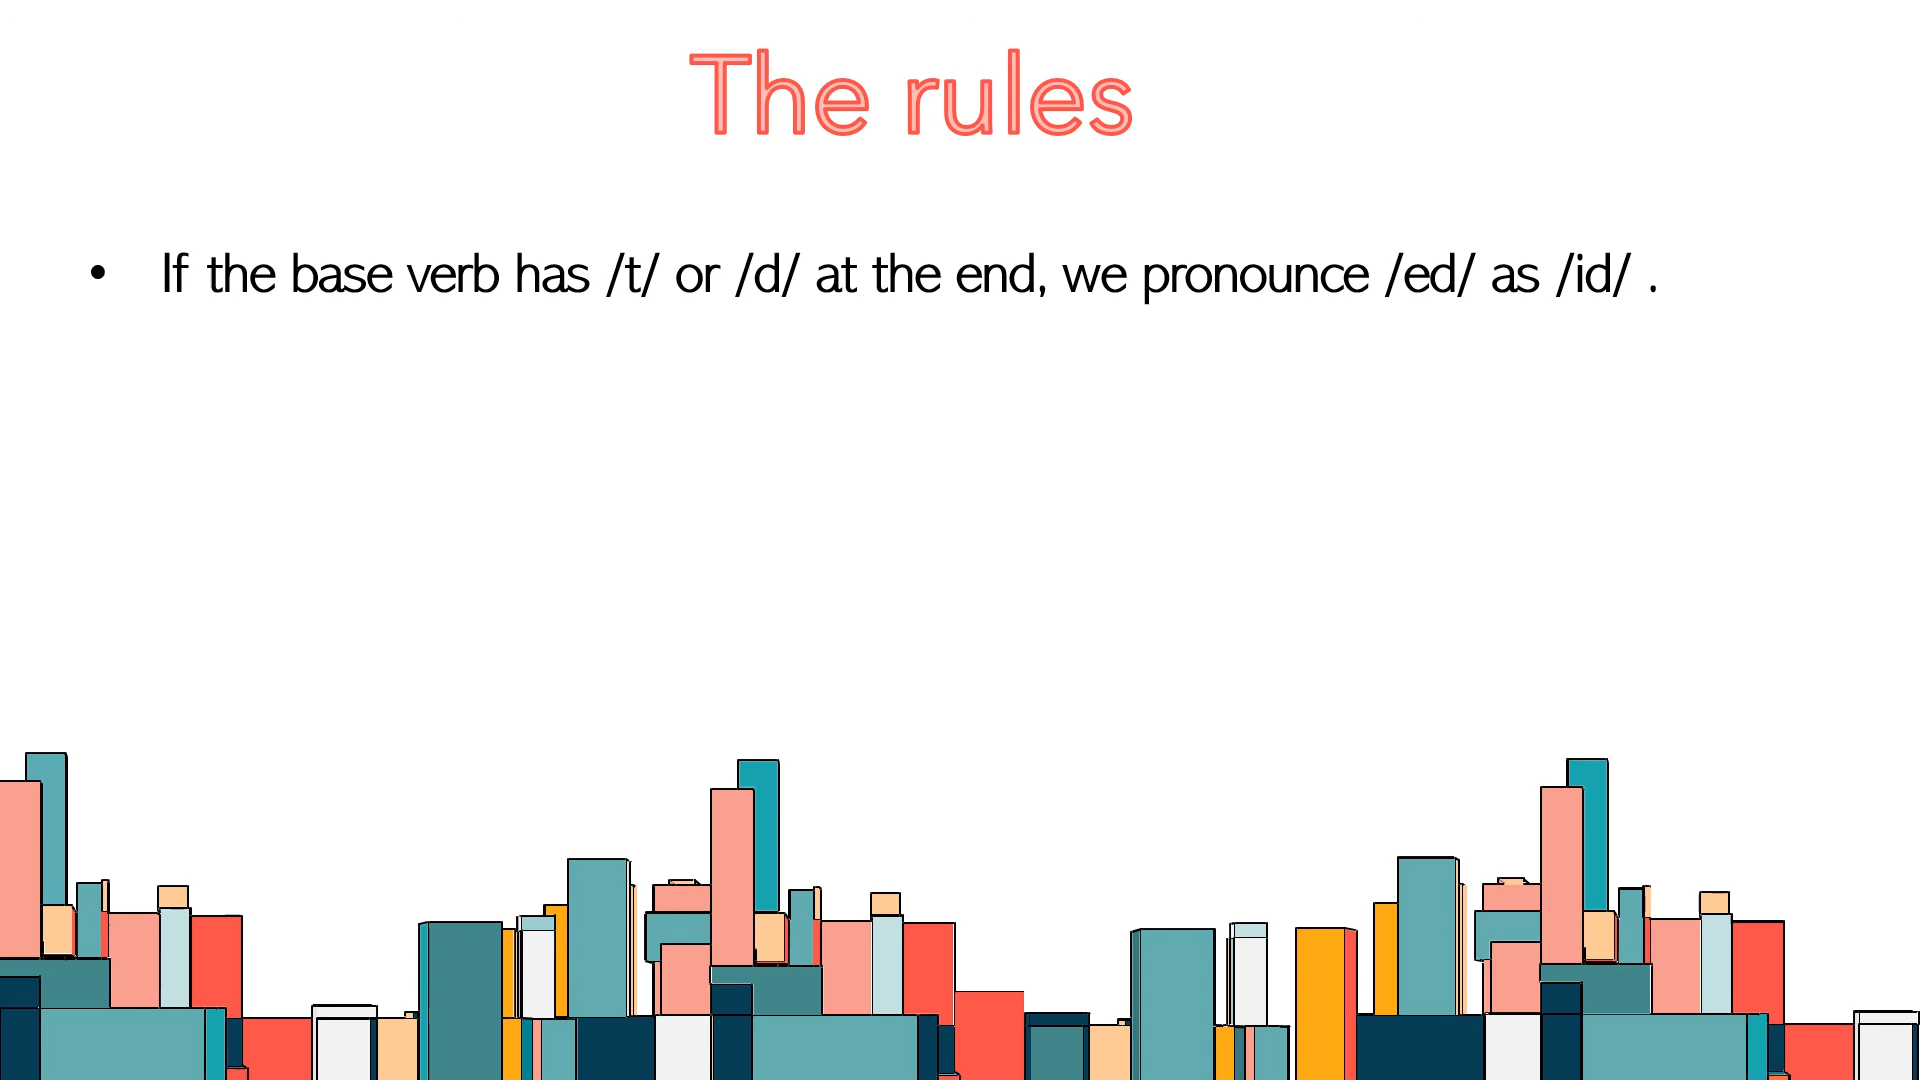 The rules
• If the base verb has /t/ or /d/ at the end, we pronounce /ed/ as /id/ .